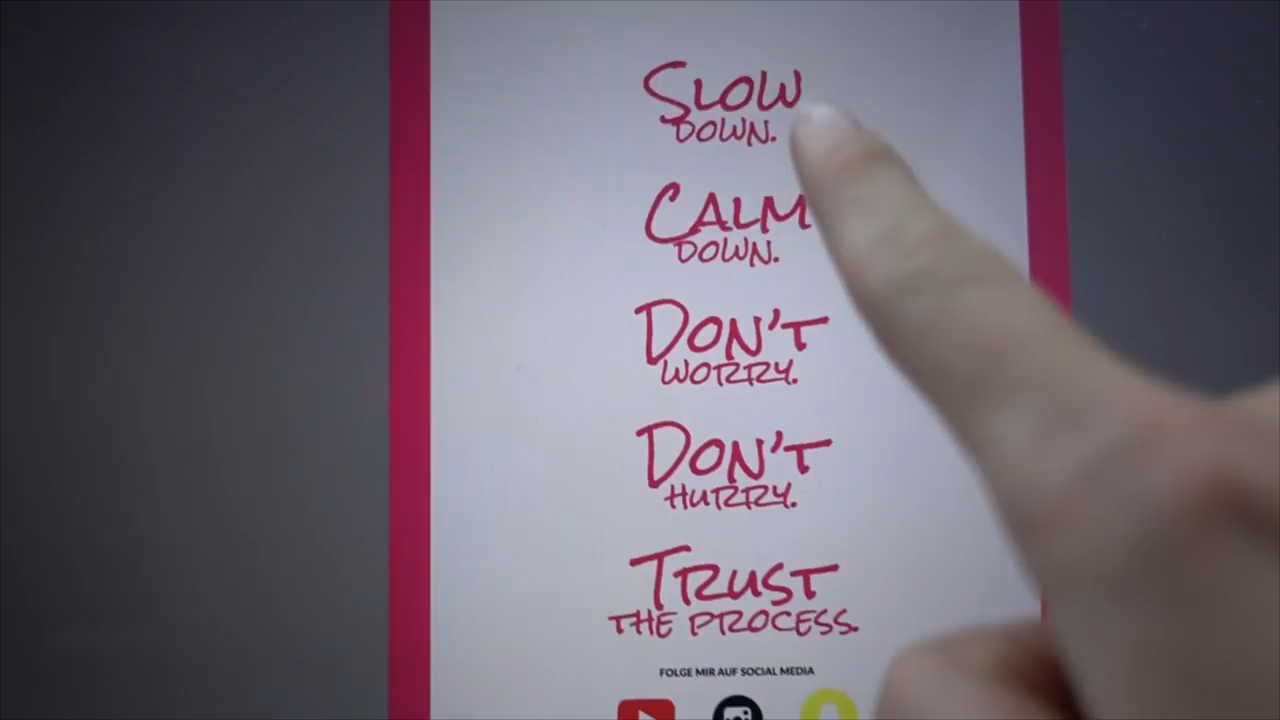 SLOW
DOWN.
CALM
DOWN.
DON'T
WORRY.
DON'T
HURRY.
TRUST
THE PROCESS.
FOLGE MIR AUF SOCIAL MEDIA